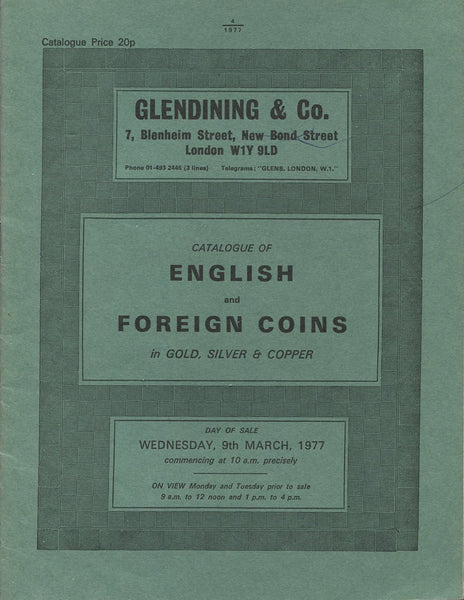 4
1977
Catalogue Price 20p
GLENDINING & Co.
7, Blenheim Street, New Bond Street
London W1Y 9LD
Phone 01-493 2445 (3 lines) Telegrams: "GLENS. LONDON, W.1."
CATALOGUE OF
ENGLISH
and
FOREIGN COINS
in GOLD, SILVER & COPPER
DAY OF SALE
WEDNESDAY, 9th MARCH, 1977
commencing at 10 a.m. precisely
ON VIEW Monday and Tuesday prior to sale
9 a.m. to 12 noon and 1 p.m. to 4 p.m.